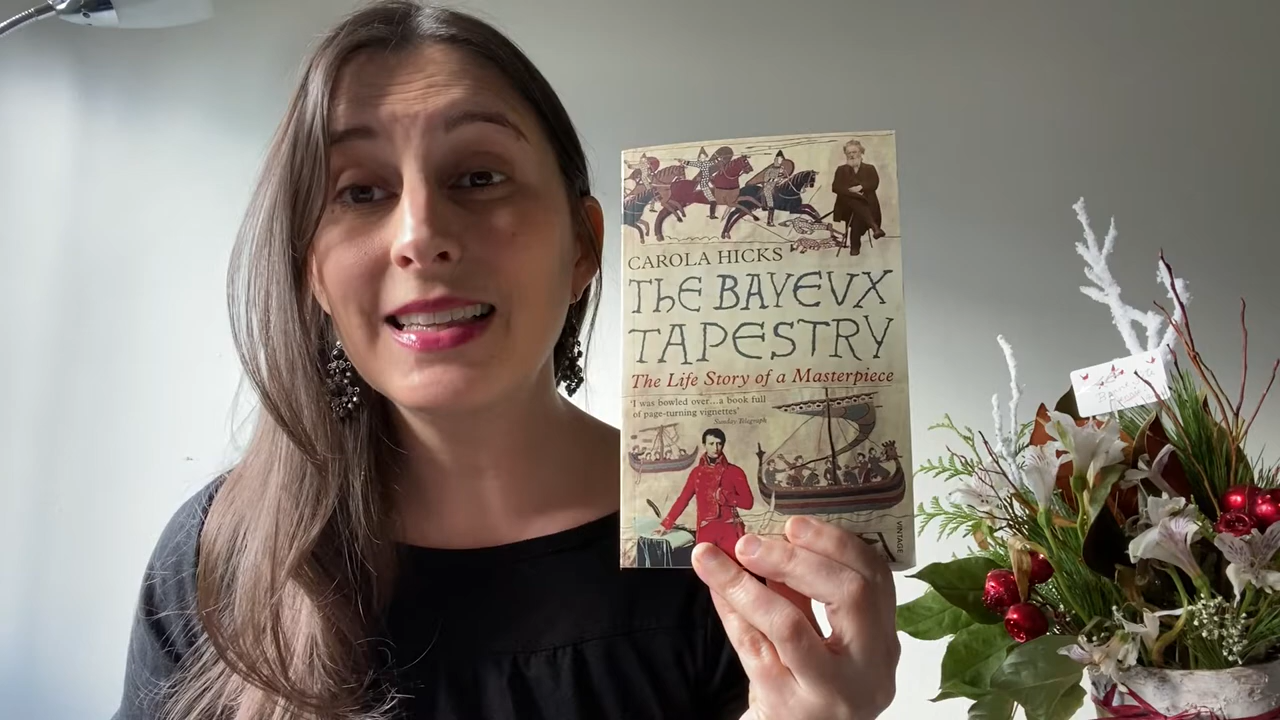 CAROLA HICKS
THE BAYEVX
TAPESTRY
The Life Story of a Masterpiece
'I was bowled over...a book full
of page-turning vignettes'
Sunday Telegraph
VINTAGE